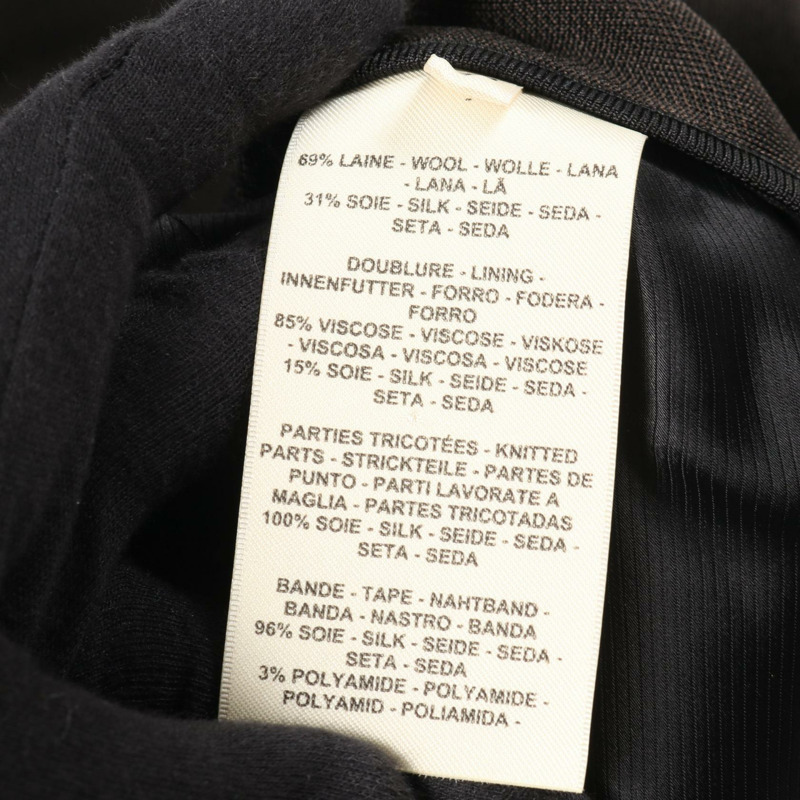 69% LAINE - WOOL - WOLLE - LANA
- LANA - LÃ
31% SOIE - SILK - SEIDE - SEDA -
SETA - SEDA
DOUBLURE - LINING -
INNENFUTTER - FORRO - FODERA -
FORRO
85% VISCOSE - VISCOSE - VISKOSE
- VISCOSA - VISCOSA - VISCOSE
15% SOIE - SILK - SEIDE - SEDA -
SETA - SEDA
PARTIES TRICOTÉES - KNITTED
PARTS - STRICKTEILE - PARTES DE
PUNTO - PARTI LAVORATE A
MAGLIA - PARTES TRICOTADAS
100% SOIE - SILK - SEIDE - SEDA -
SETA - SEDA
BANDE - TAPE - NAHTBAND -
BANDA - NASTRO - BANDA
96% SOIE - SILK - SEIDE - SEDA -
SETA - SEDA
3% POLYAMIDE - POLYAMIDE -
POLYAMID - POLIAMIDA -